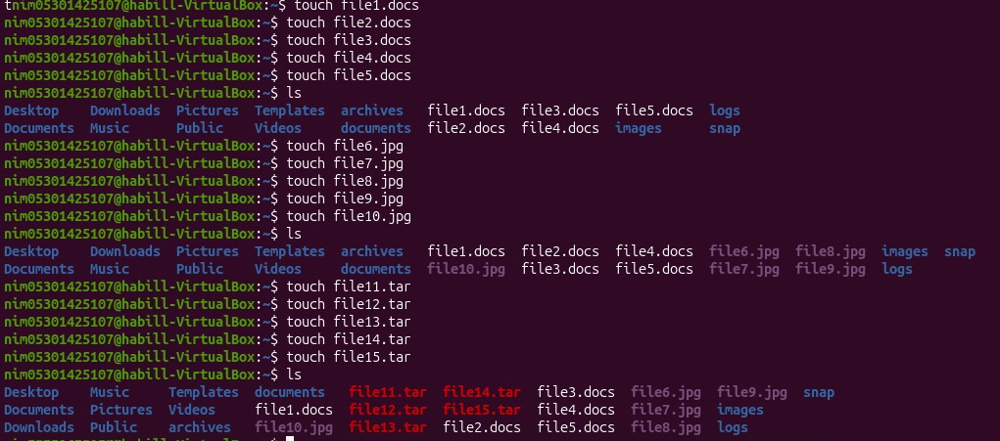 tnim05301425107@habill-VirtualBox:~$ touch file1.docs
nim05301425107@habill-VirtualBox:~$ touch file2.docs
nim05301425107@habill-VirtualBox:~$ touch file3.docs
nim05301425107@habill-VirtualBox:~$ touch file4.docs
nim05301425107@habill-VirtualBox:~$ touch file5.docs
nim05301425107@habill-VirtualBox:~$ ls
Desktop    Downloads  Pictures  Templates  archives   file1.docs  file3.docs  file5.docs  logs
Documents  Music      Public    Videos     documents  file2.docs  file4.docs  images      snap
nim05301425107@habill-VirtualBox:~$ touch file6.jpg
nim05301425107@habill-VirtualBox:~$ touch file7.jpg
nim05301425107@habill-VirtualBox:~$ touch file8.jpg
nim05301425107@habill-VirtualBox:~$ touch file9.jpg
nim05301425107@habill-VirtualBox:~$ touch file10.jpg
nim05301425107@habill-VirtualBox:~$ ls
Desktop    Downloads  Pictures  Templates  archives   file1.docs  file2.docs  file4.docs  file6.jpg  file8.jpg  images  snap
Documents  Music      Public    Videos     documents  file10.jpg  file3.docs  file5.docs  file7.jpg  file9.jpg  logs
nim05301425107@habill-VirtualBox:~$ touch file11.tar
nim05301425107@habill-VirtualBox:~$ touch file12.tar
nim05301425107@habill-VirtualBox:~$ touch file13.tar
nim05301425107@habill-VirtualBox:~$ touch file14.tar
nim05301425107@habill-VirtualBox:~$ touch file15.tar
nim05301425107@habill-VirtualBox:~$ ls
Desktop    Music     Templates  documents   file11.tar  file14.tar  file3.docs  file6.jpg  file9.jpg  snap
Documents  Pictures  Videos     file1.docs  file12.tar  file15.tar  file4.docs  file7.jpg  images
Downloads  Public    archives   file10.jpg  file13.tar  file2.docs  file5.docs  file8.jpg  logs